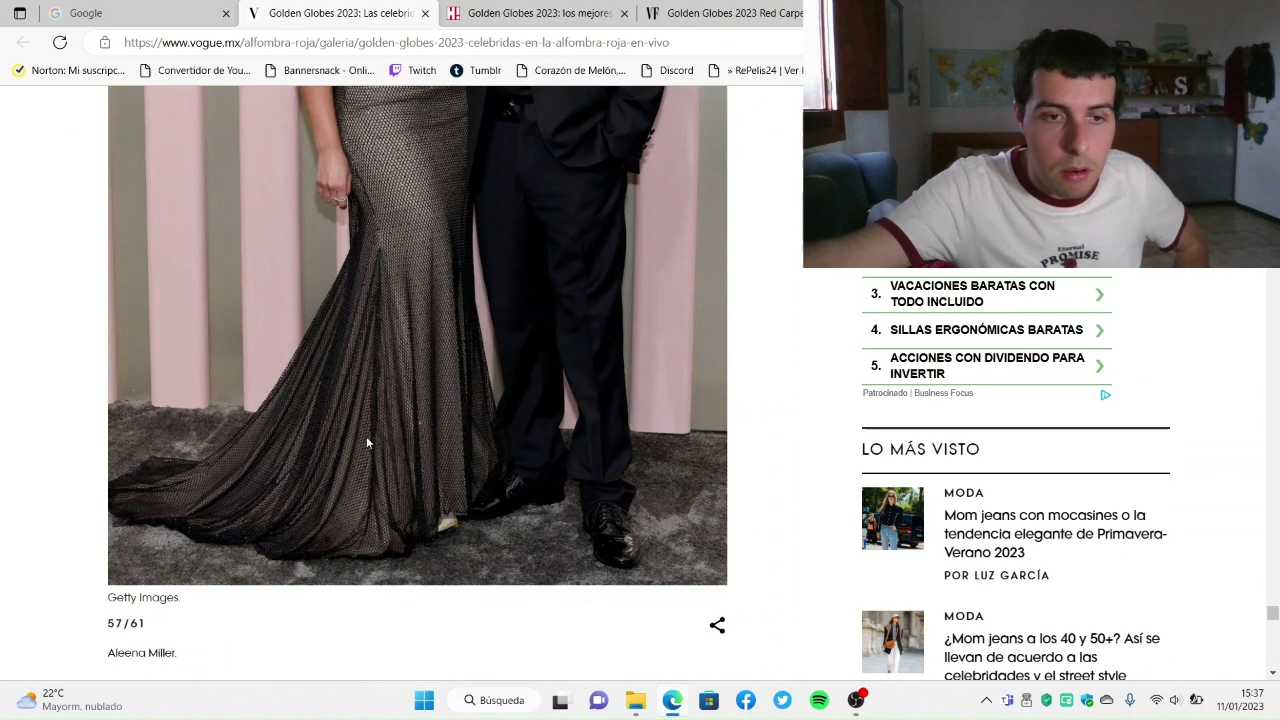 Google
Golden Globes 2023: Las celebri
Golden Globes 2023: los mejores
Golden Globes 2023 Red Carpe
https://www.vogue.mx/alfombra-roja/galeria/golden-globes-2023-celebridas-en-la-alfombra-roja-en-vivo
Norton: Mi suscripc...
Convertidor de You...
Bannersnack - Onli...
Twitch
Tumblr
Corazón de Melón,...
Discord
» RePelis24 | Ver
S
Eternal
PROMISE
3. VACACIONES BARATAS CON
TODO INCLUIDO
4. SILLAS ERGONÓMICAS BARATAS
5. ACCIONES CON DIVIDENDO PARA
INVERTIR
Patrocinado | Business Focus
LO MÁS VISTO
MODA
Mom jeans con mocasines o la
tendencia elegante de Primavera-
Verano 2023
POR LUZ GARCÍA
MODA
¿Mom jeans a los 40 y 50+? Así se
llevan de acuerdo a las
celebridades y el street style
Getty Images.
57/61
Aleena Miller.
22°C
Mayorm. nublado
Búsqueda
15:37
11/01/2023